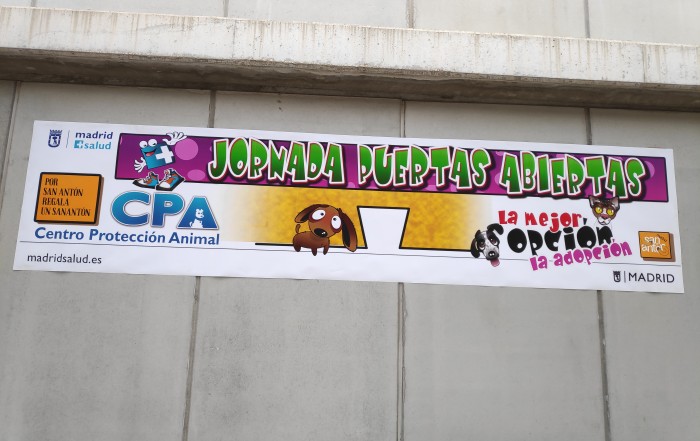 madrid
+salud
JORNADA PUERTAS ABIERTAS
POR
SAN ANTÓN
REGALA
UN SANANTÓN
CPA
Centro Protección Animal
madridsalud.es
La mejor
opción,
la adopción
MADRID